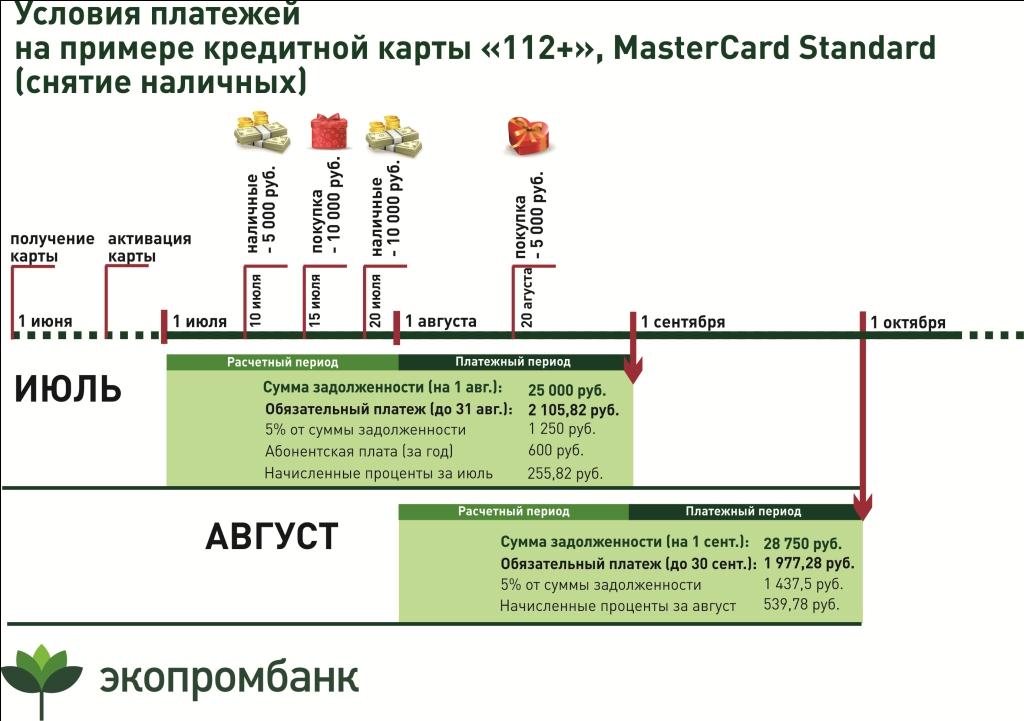 Условия платежей
на примере кредитной карты «112+», MasterCard Standard
(снятие наличных)
наличные
- 5 000 руб.
покупка
- 10 000 руб.
наличные
- 10 000 руб.
покупка
- 5 000 руб.
получение
карты
активация
карты
10 июля
15 июля
20 июля
20 агуста
1 июня
1 июля
1 августа
1 сентября
1 октября
ИЮЛЬ
Расчетный период
Платежный период
Сумма задолженности (на 1 авг.): 25 000 руб.
Обязательный платеж (до 31 авг.): 2 105,82 руб.
5% от суммы задолженности 1 250 руб.
Абонентская плата (за год) 600 руб.
Начисленные проценты за июль 255,82 руб.
АВГУСТ
Расчетный период
Платежный период
Сумма задолженности (на 1 сент.): 28 750 руб.
Обязательный платеж (до 30 сент.): 1 977,28 руб.
5% от суммы задолженности 1 437,5 руб.
Начисленные проценты за август 539,78 руб.
экопромбанк